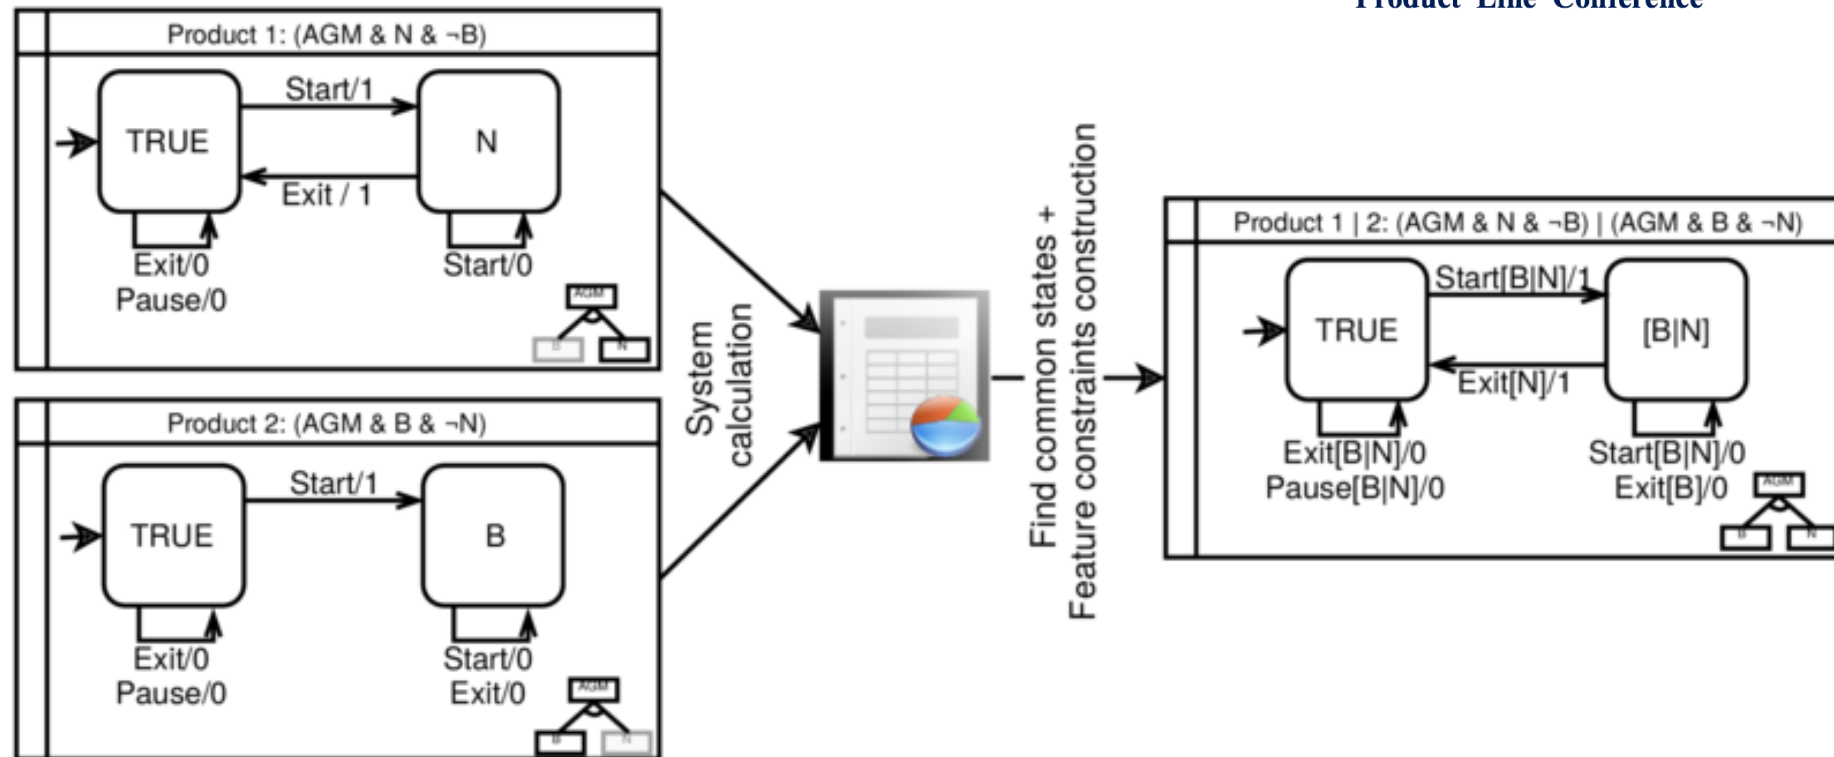 Product Line Conference
Product 1: (AGM & N & ¬B)
TRUE
Start/1
N
Exit / 1
Exit/0
Pause/0
Start/0
AGM
B
N
Product 2: (AGM & B & ¬N)
TRUE
Start/1
B
Exit/0
Pause/0
Start/0
Exit/0
AGM
B
N
System
calculation
Find common states +
Feature constraints construction
Product 1 | 2: (AGM & N & ¬B) | (AGM & B & ¬N)
TRUE
Start[B|N]/1
[B|N]
Exit[N]/1
Exit[B|N]/0
Pause[B|N]/0
Start[B|N]/0
Exit[B]/0
AGM
B
N